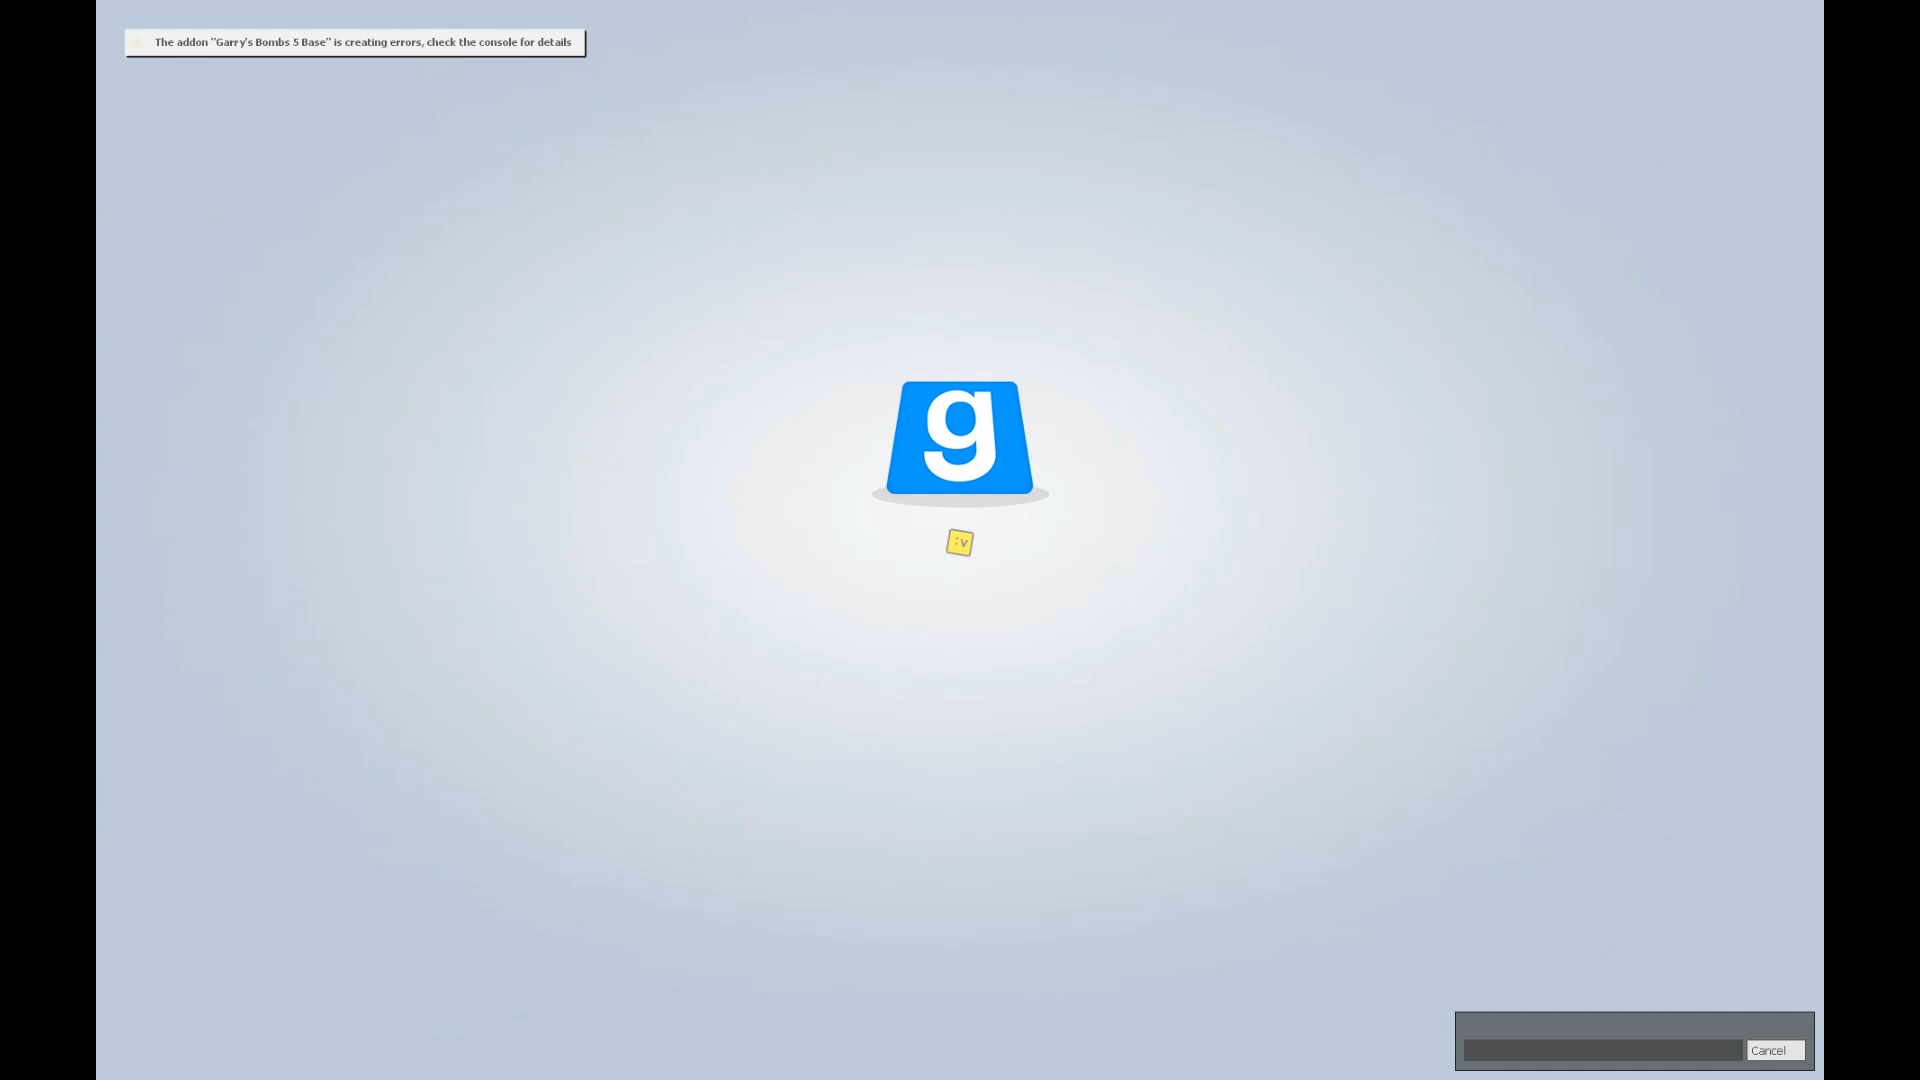 The addon "Garry's Bombs 5 Base" is creating errors, check the console for details
g
:v
Cancel